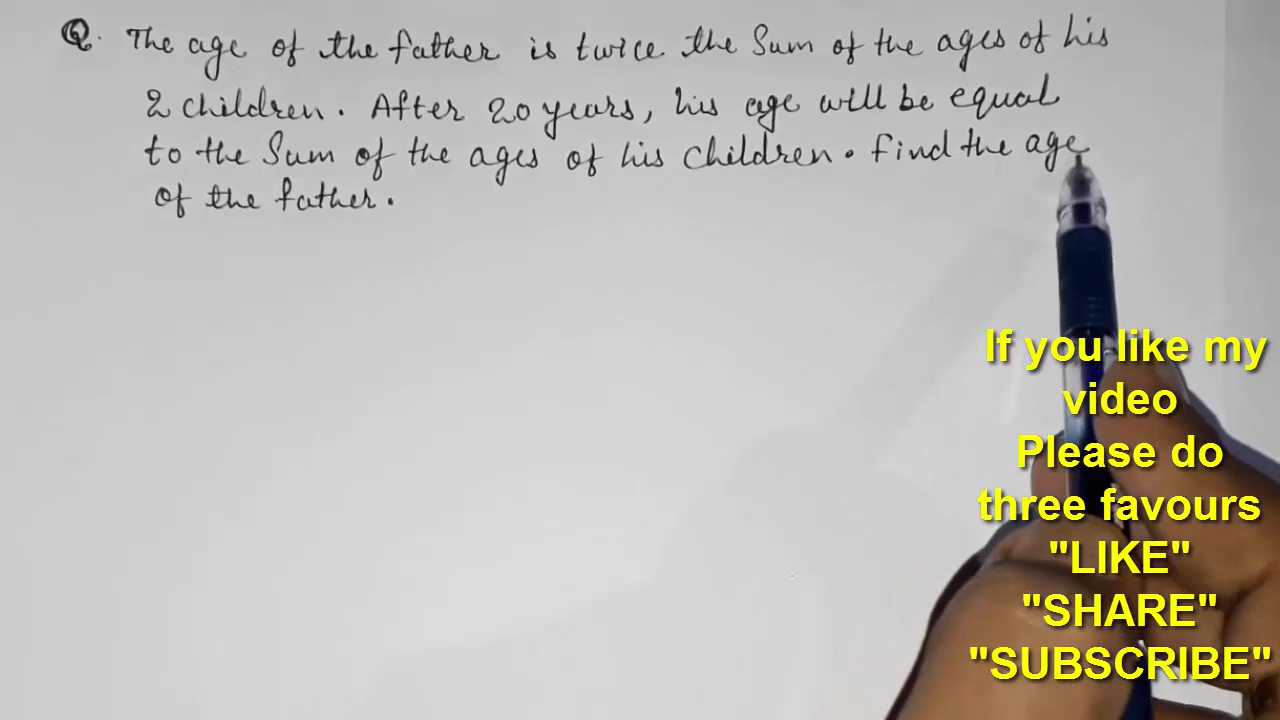 Q. The age of the father is twice the Sum of the ages of his
2 children. After 20 years, his age will be equal
to the Sum of the ages of his children. Find the age
of the father.
If you like my
video
Please do
three favours
"LIKE"
"SHARE"
"SUBSCRIBE"